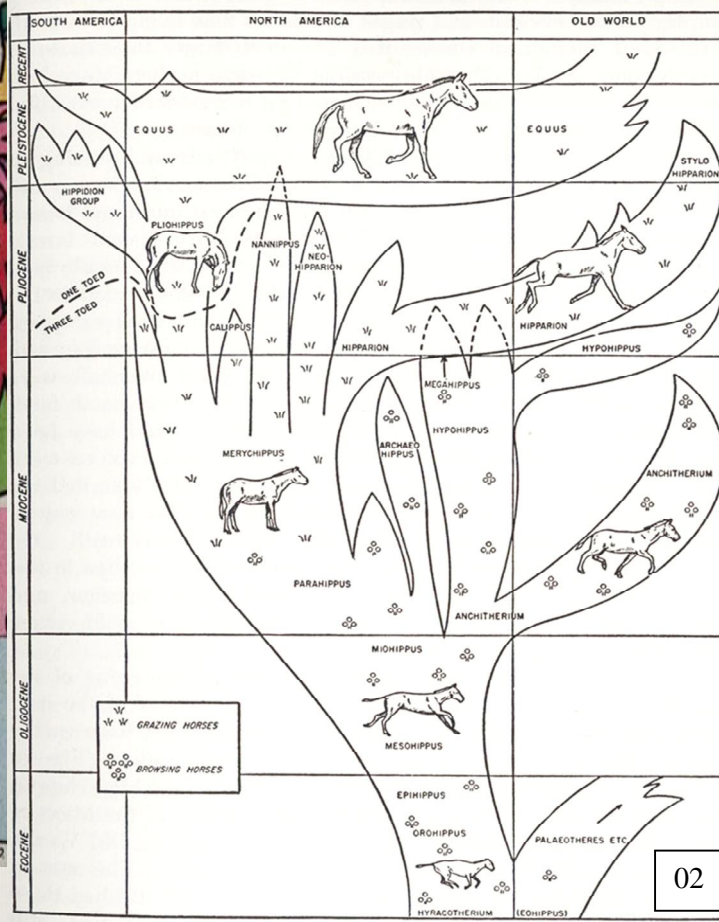 SOUTH AMERICA NORTH AMERICA OLD WORLD
RECENT
PLEISTOCENE
EQUUS EQUUS
STYLO
HIPPARION
HIPPIDION
GROUP
PLIOHIPPUS
NANNIPPUS
NEO-
HIPPARION
PLIOCENE
ONE TOED
THREE TOED
CALIPPUS
HIPPARION
HIPPARION
HYPOHIPPUS
MEGAHIPPUS
HYPOHIPPUS
ARCHAEO
HIPPUS
MERYCHIPPUS
ANCHITHERIUM
MIOCENE
PARAHIPPUS
ANCHITHERIUM
MIOHIPPUS
OLIGOCENE
GRAZING HORSES
MESOHIPPUS
BROWSING HORSES
EPIHIPPUS
OROHIPPUS
PALAEOTHERES ETC.
EOCENE
02
HYRACOTHERIUM (EOHIPPUS)